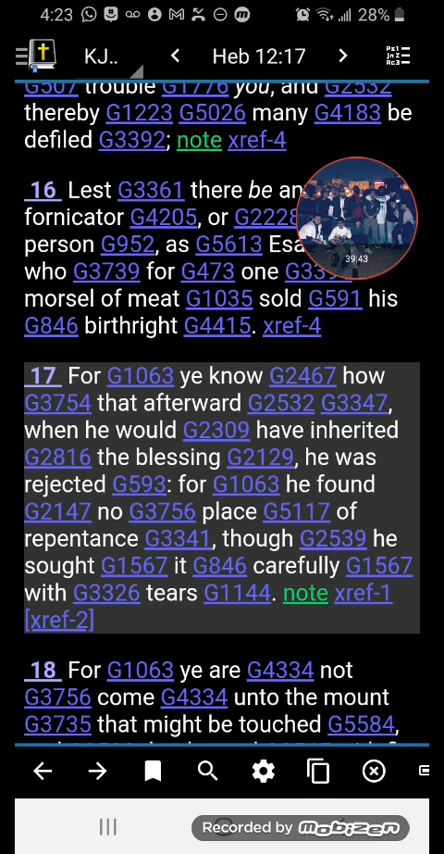 4:23 28%
KJ.. Heb 12:17
G507 trouble G1776 you, and G2532
thereby G1223 G5026 many G4183 be
defiled G3392; note xref-4
16 Lest G3361 there be an
fornicator G4205, or G2228
person G952, as G5613 Esa
who G3739 for G473 one
39:43
morsel of meat G1035 sold G591 his
G846 birthright G4415. xref-4
17 For G1063 ye know G2467 how
G3754 that afterward G2532 G3347,
when he would G2309 have inherited
G2816 the blessing G2129, he was
rejected G593: for G1063 he found
G2147 no G3756 place G5117 of
repentance G3341, though G2539 he
sought G1567 it G846 carefully G1567
with G3326 tears G1144. note xref-1
[xref-2]
18 For G1063 ye are G4334 not
G3756 come G4334 unto the mount
G3735 that might be touched G5584,
Recorded by mobizen